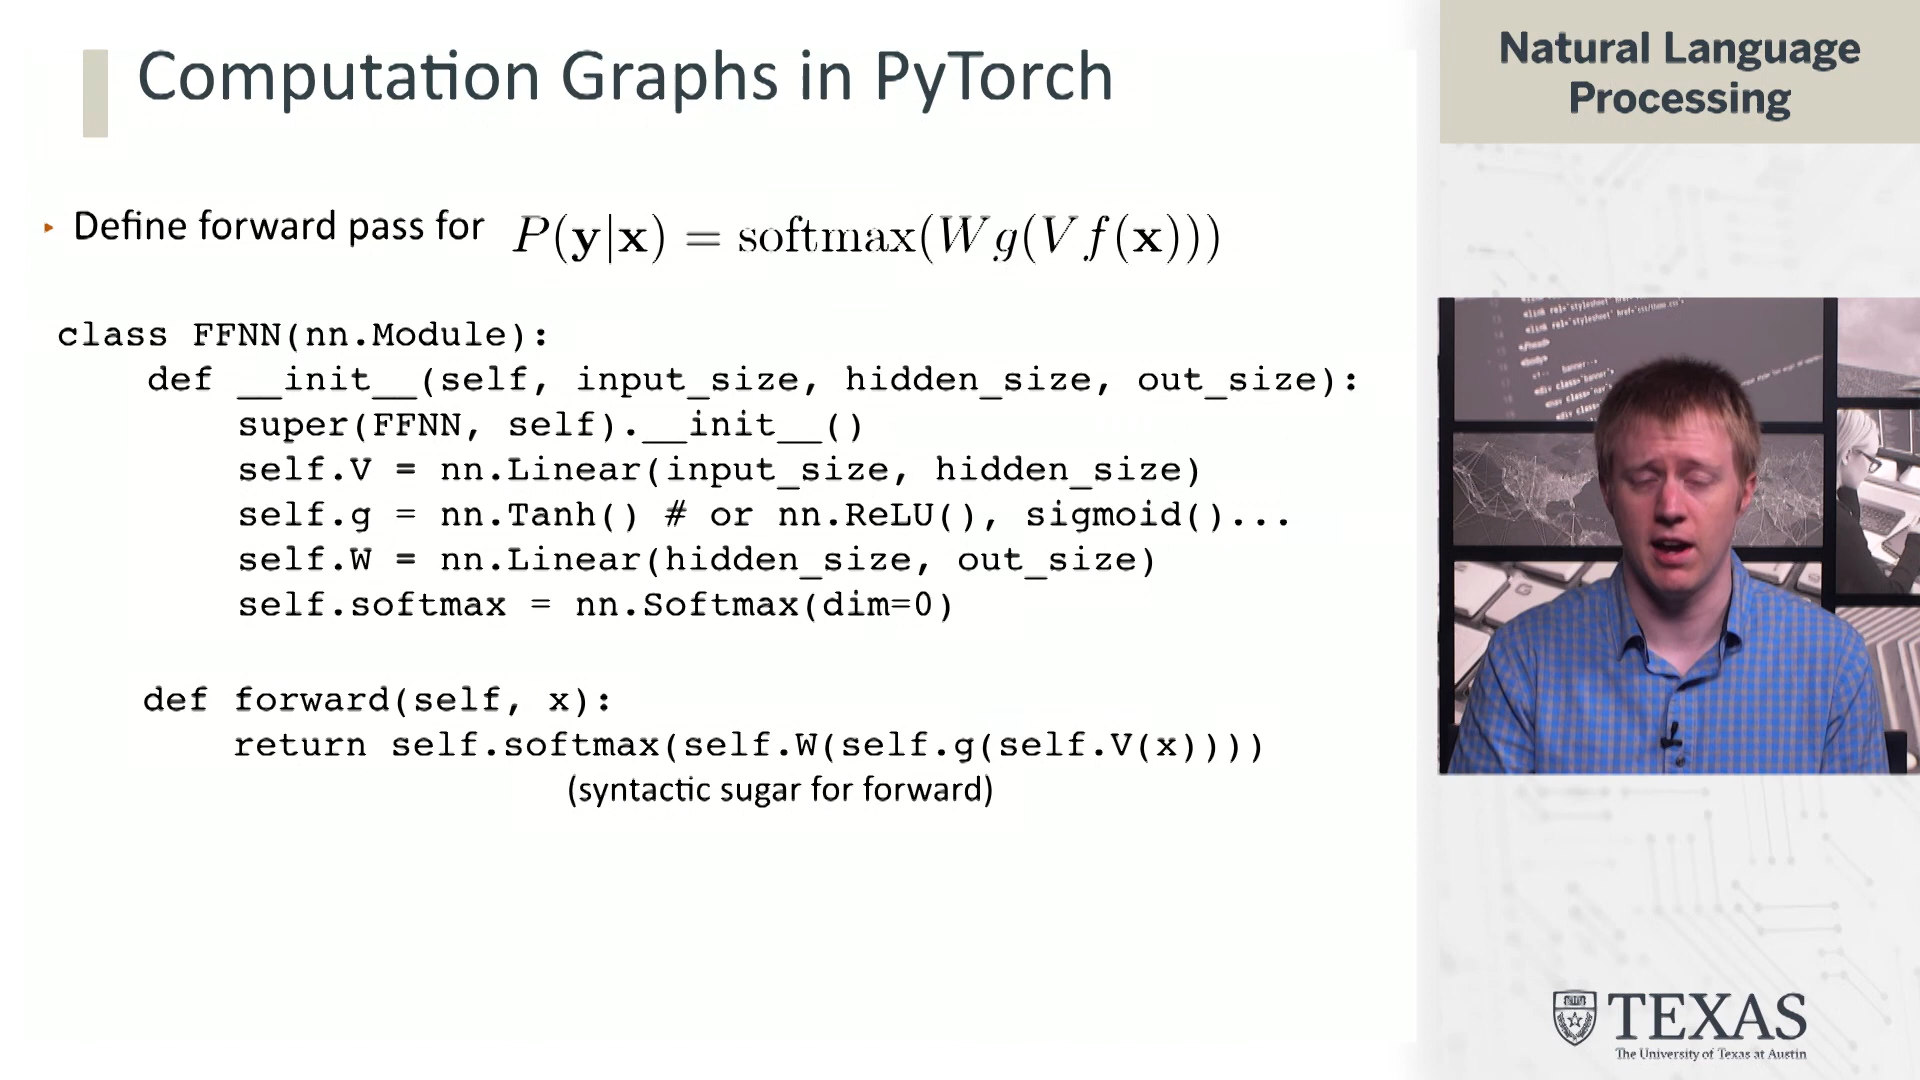 Computation Graphs in PyTorch
Natural Language
Processing
‣ Define forward pass for P(y|x) = softmax(Wg(Vf(x)))
class FFNN(nn.Module):
def __init__(self, input_size, hidden_size, out_size):
super(FFNN, self).__init__()
self.V = nn.Linear(input_size, hidden_size)
self.g = nn.Tanh() # or nn.ReLU(), sigmoid()...
self.W = nn.Linear(hidden_size, out_size)
self.softmax = nn.Softmax(dim=0)
def forward(self, x):
return self.softmax(self.W(self.g(self.V(x))))
(syntactic sugar for forward)
TEXAS
The University of Texas at Austin